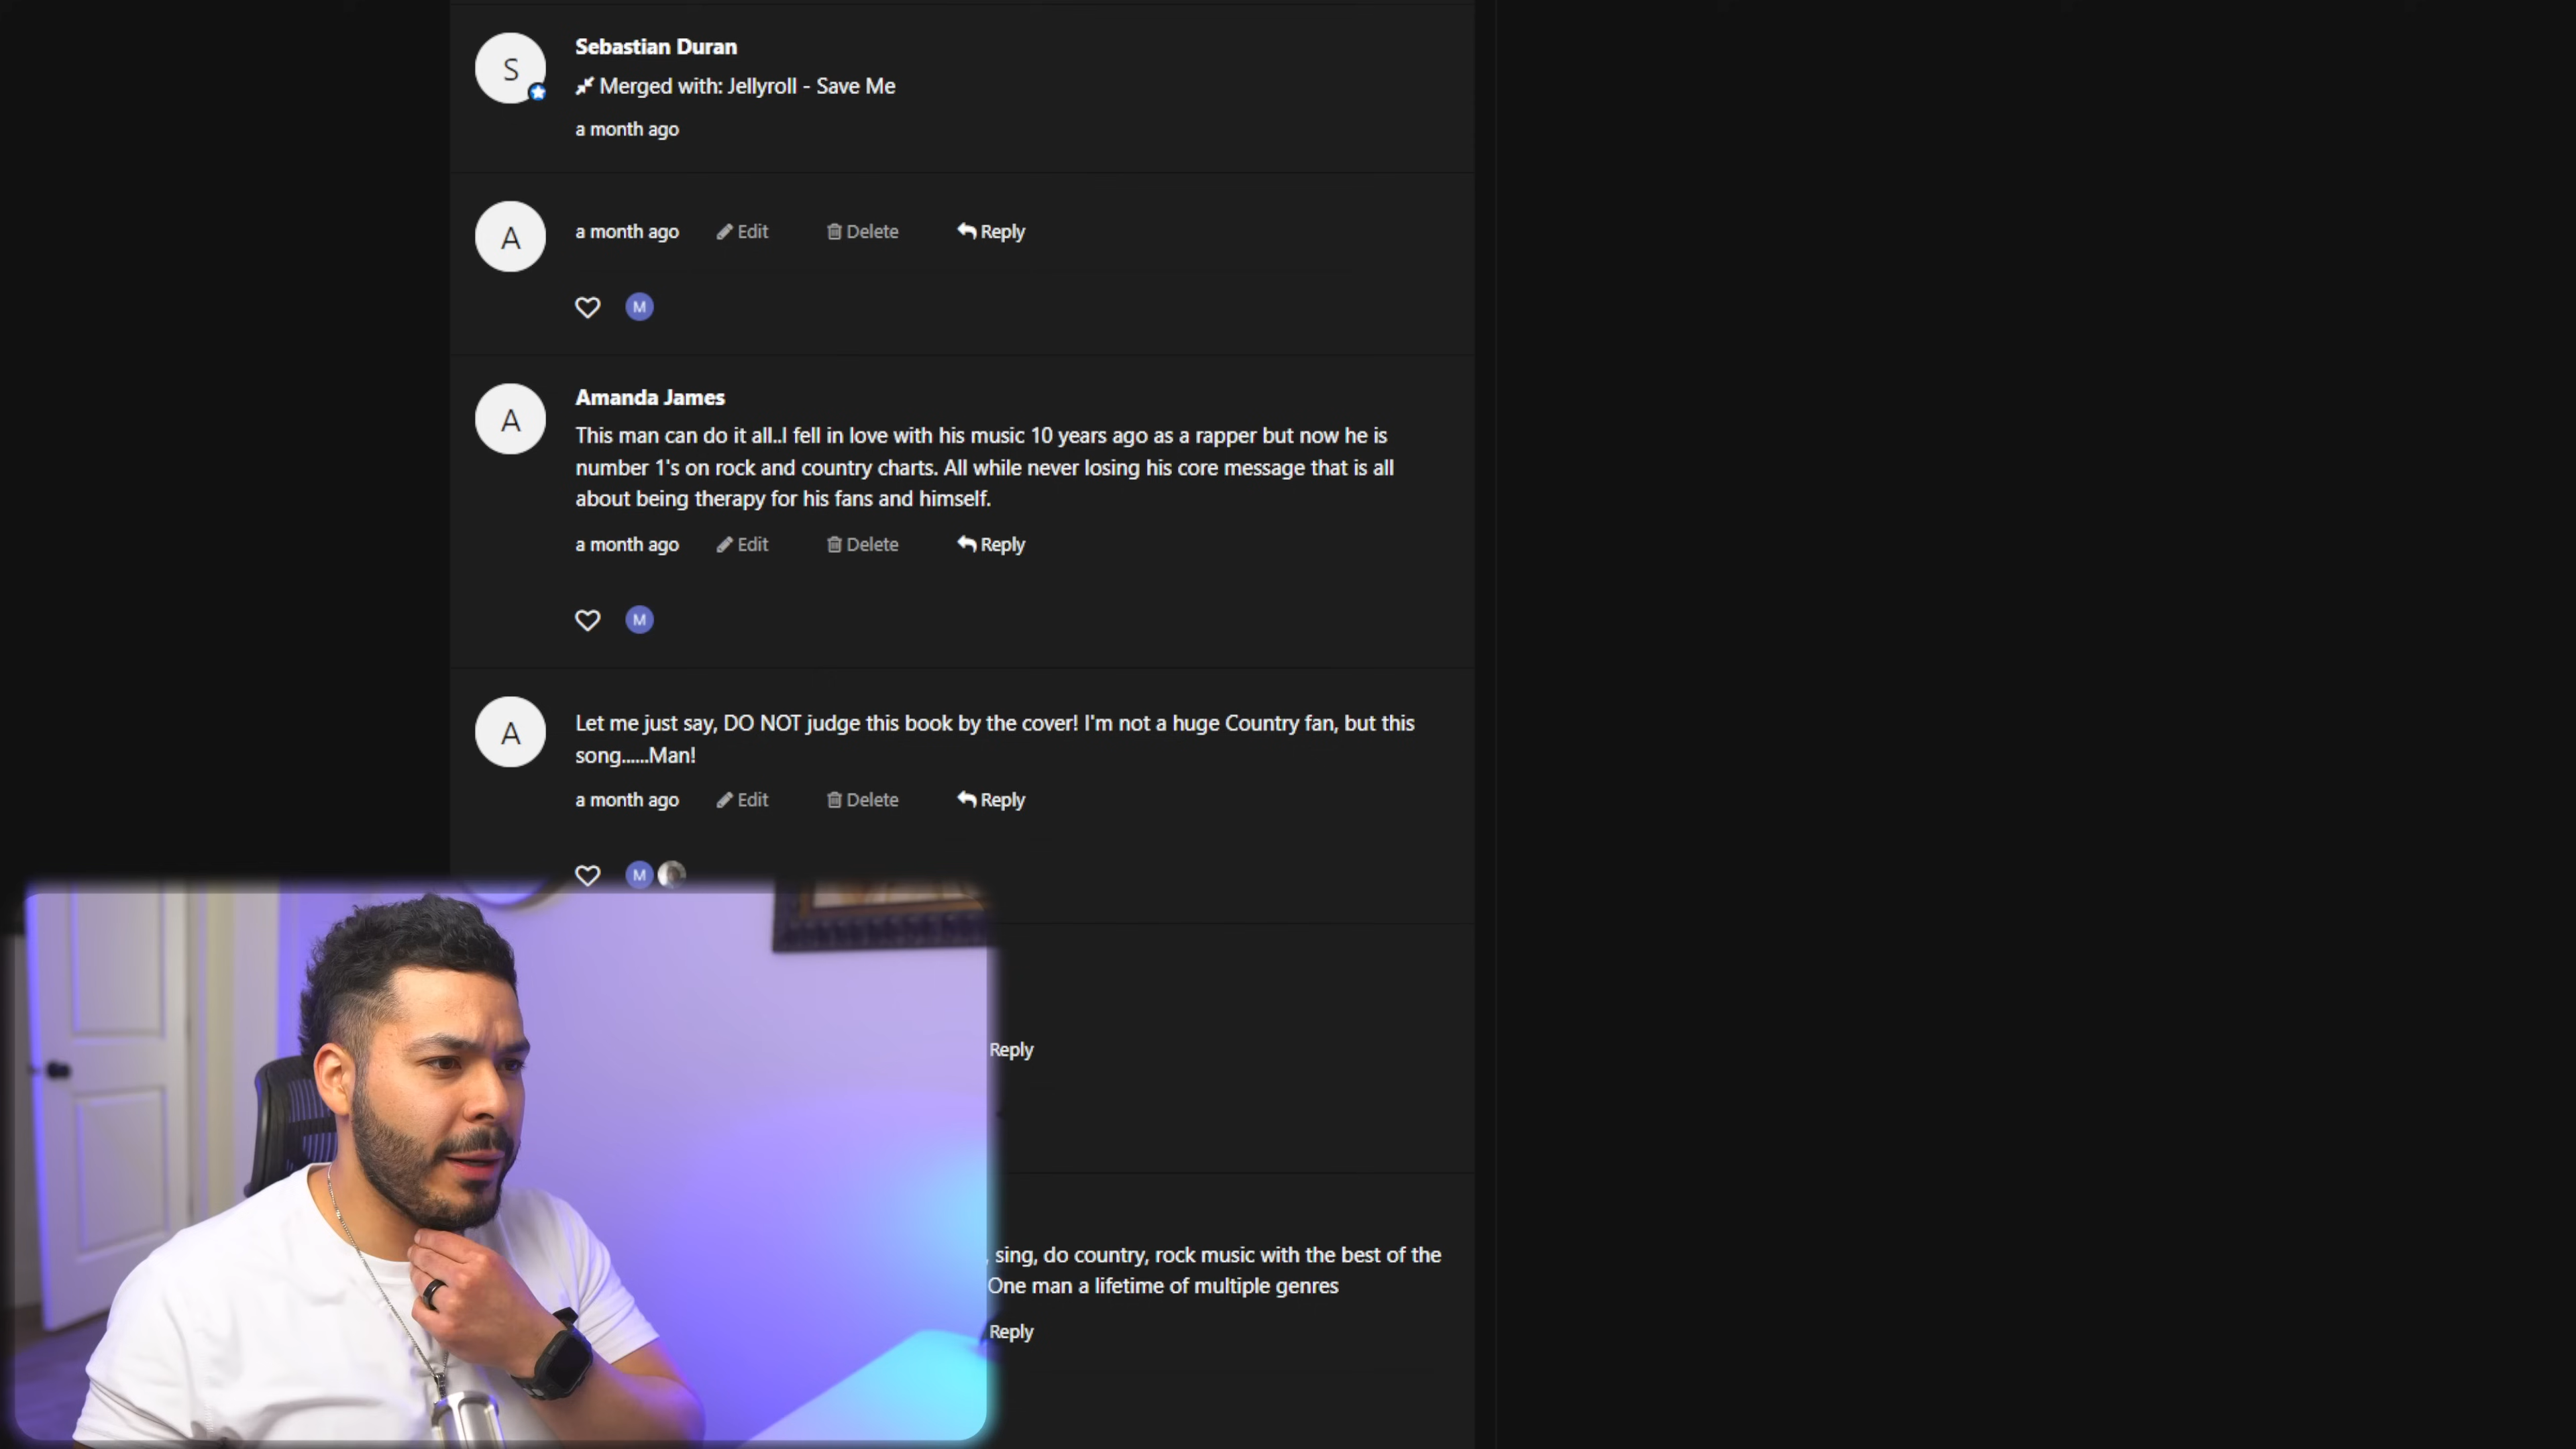 S
Sebastian Duran
Merged with: Jellyroll - Save Me
a month ago
A
a month ago Edit Delete Reply
M
A
Amanda James
This man can do it all..I fell in love with his music 10 years ago as a rapper but now he is
number 1's on rock and country charts. All while never losing his core message that is all
about being therapy for his fans and himself.
a month ago Edit Delete Reply
M
A
Let me just say, DO NOT judge this book by the cover! I'm not a huge Country fan, but this
song......Man!
a month ago Edit Delete Reply
M
Reply
, sing, do country, rock music with the best of the
One man a lifetime of multiple genres
Reply